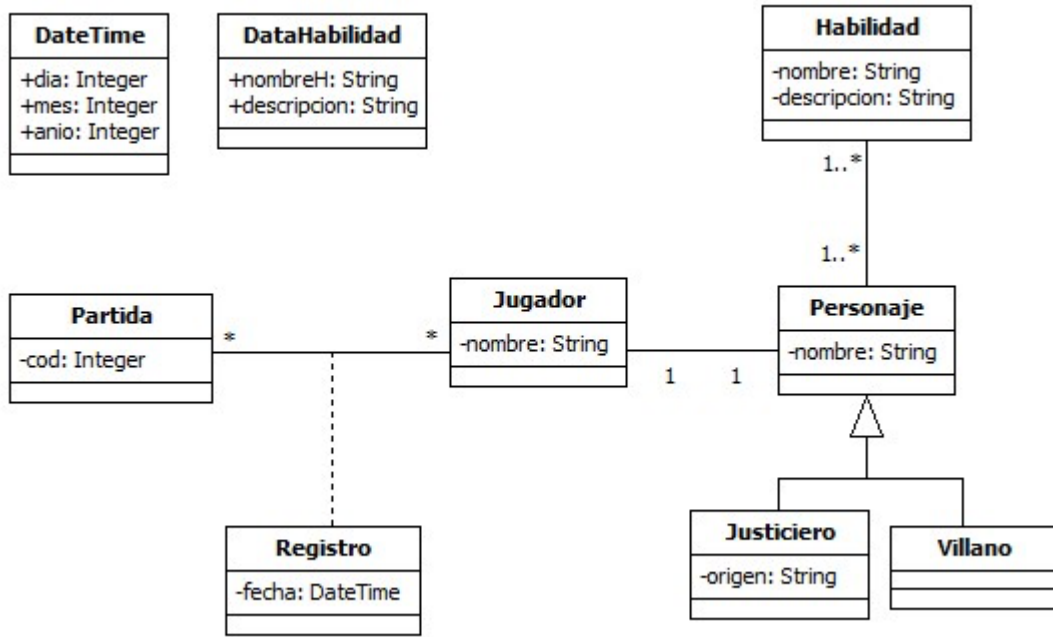 DateTime
+dia: Integer
+mes: Integer
+anio: Integer
DataHabilidad
+nombreH: String
+descripcion: String
Habilidad
-nombre: String
-descripcion: String
1..*
1..*
Partida
-cod: Integer
*
*
Jugador
-nombre: String
1
1
Personaje
-nombre: String
Registro
-fecha: DateTime
Justiciero
-origen: String
Villano